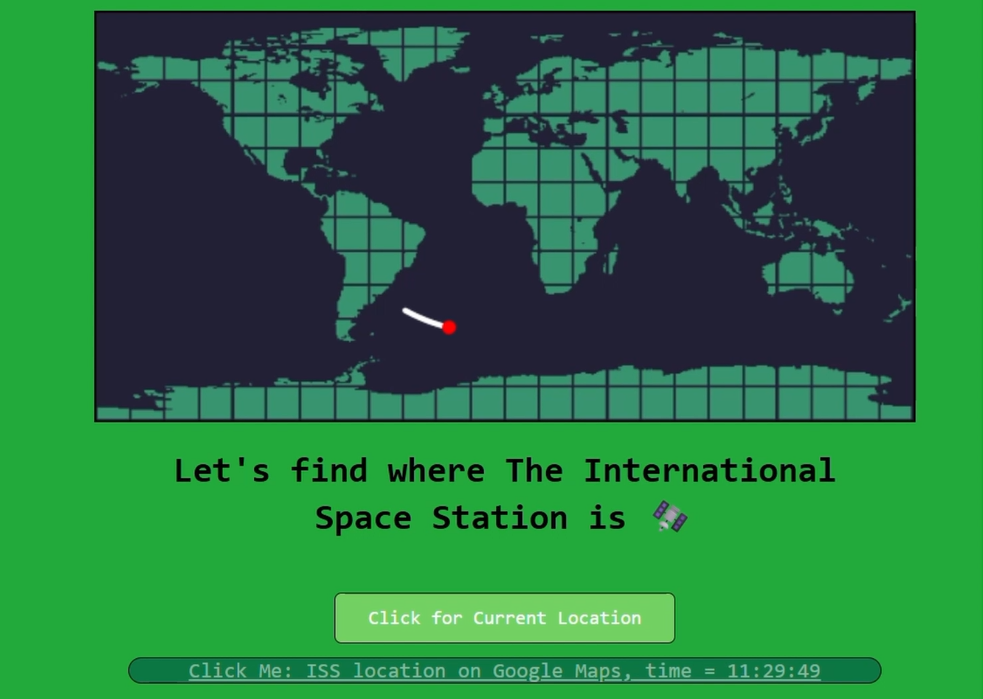 Let's find where The International
Space Station is 🛰
Click for Current Location
Click Me: ISS location on Google Maps, time = 11:29:49